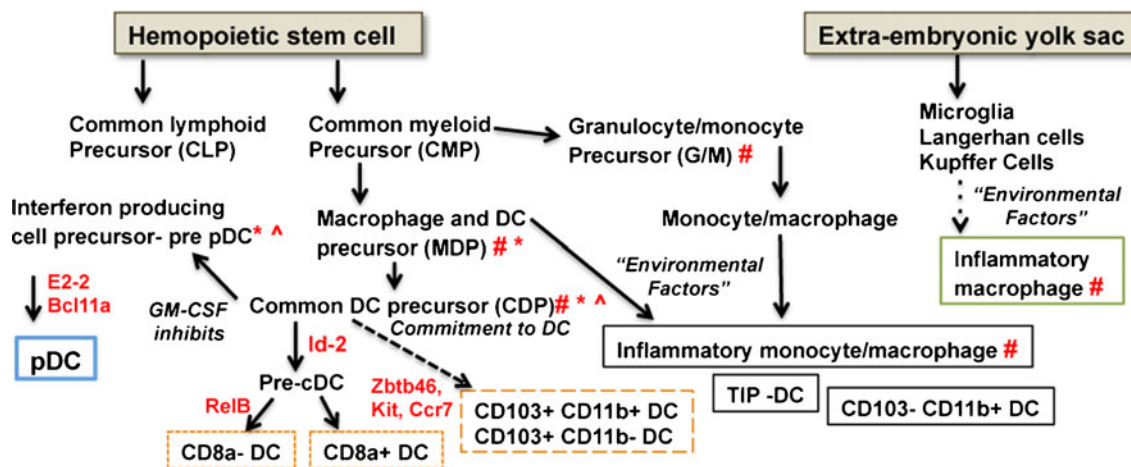 Hemopoietic stem cell
Extra-embryonic yolk sac
Common lymphoid
Precursor (CLP)
Common myeloid
Precursor (CMP)
Granulocyte/monocyte
Precursor (G/M) #
Microglia
Langerhan cells
Kupffer Cells
Interferon producing
cell precursor- pre pDC* ^
Macrophage and DC
precursor (MDP) # *
Monocyte/macrophage
“Environmental
Factors”
E2-2
Bcl11a
GM-CSF
inhibits
Common DC precursor (CDP)# * ^
Commitment to DC
“Environmental
Factors”
Inflammatory
macrophage #
pDC
Id-2
Inflammatory monocyte/macrophage #
Pre-cDC
RelB
Zbtb46,
Kit, Ccr7
CD103+ CD11b+ DC
CD103+ CD11b- DC
TIP -DC
CD103- CD11b+ DC
CD8a- DC
CD8a+ DC